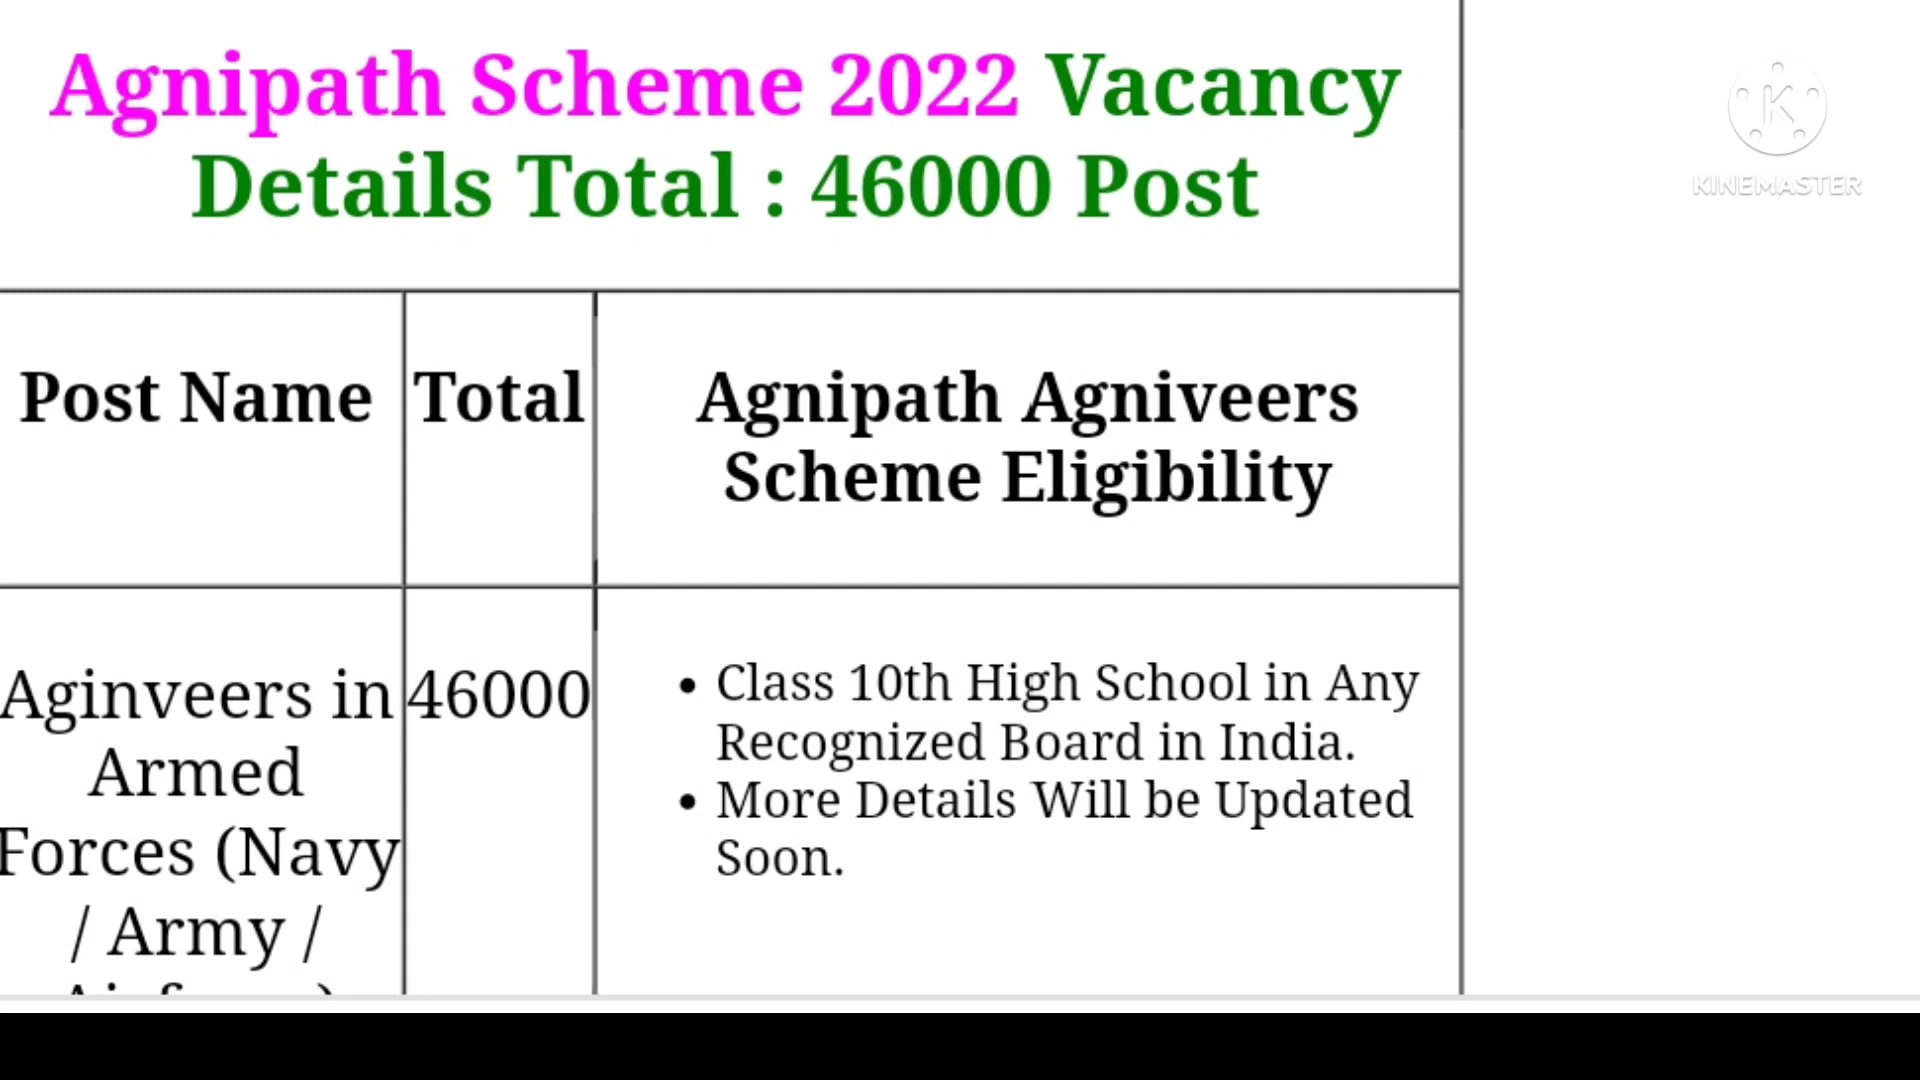 Agnipath Scheme 2022 Vacancy
Details Total : 46000 Post
KINEMASTER
Post Name
Total
Agnipath Agniveers
Scheme Eligibility
Aginveers in
Armed
Forces (Navy
/ Army /
46000
• Class 10th High School in Any
Recognized Board in India.
• More Details Will be Updated
Soon.